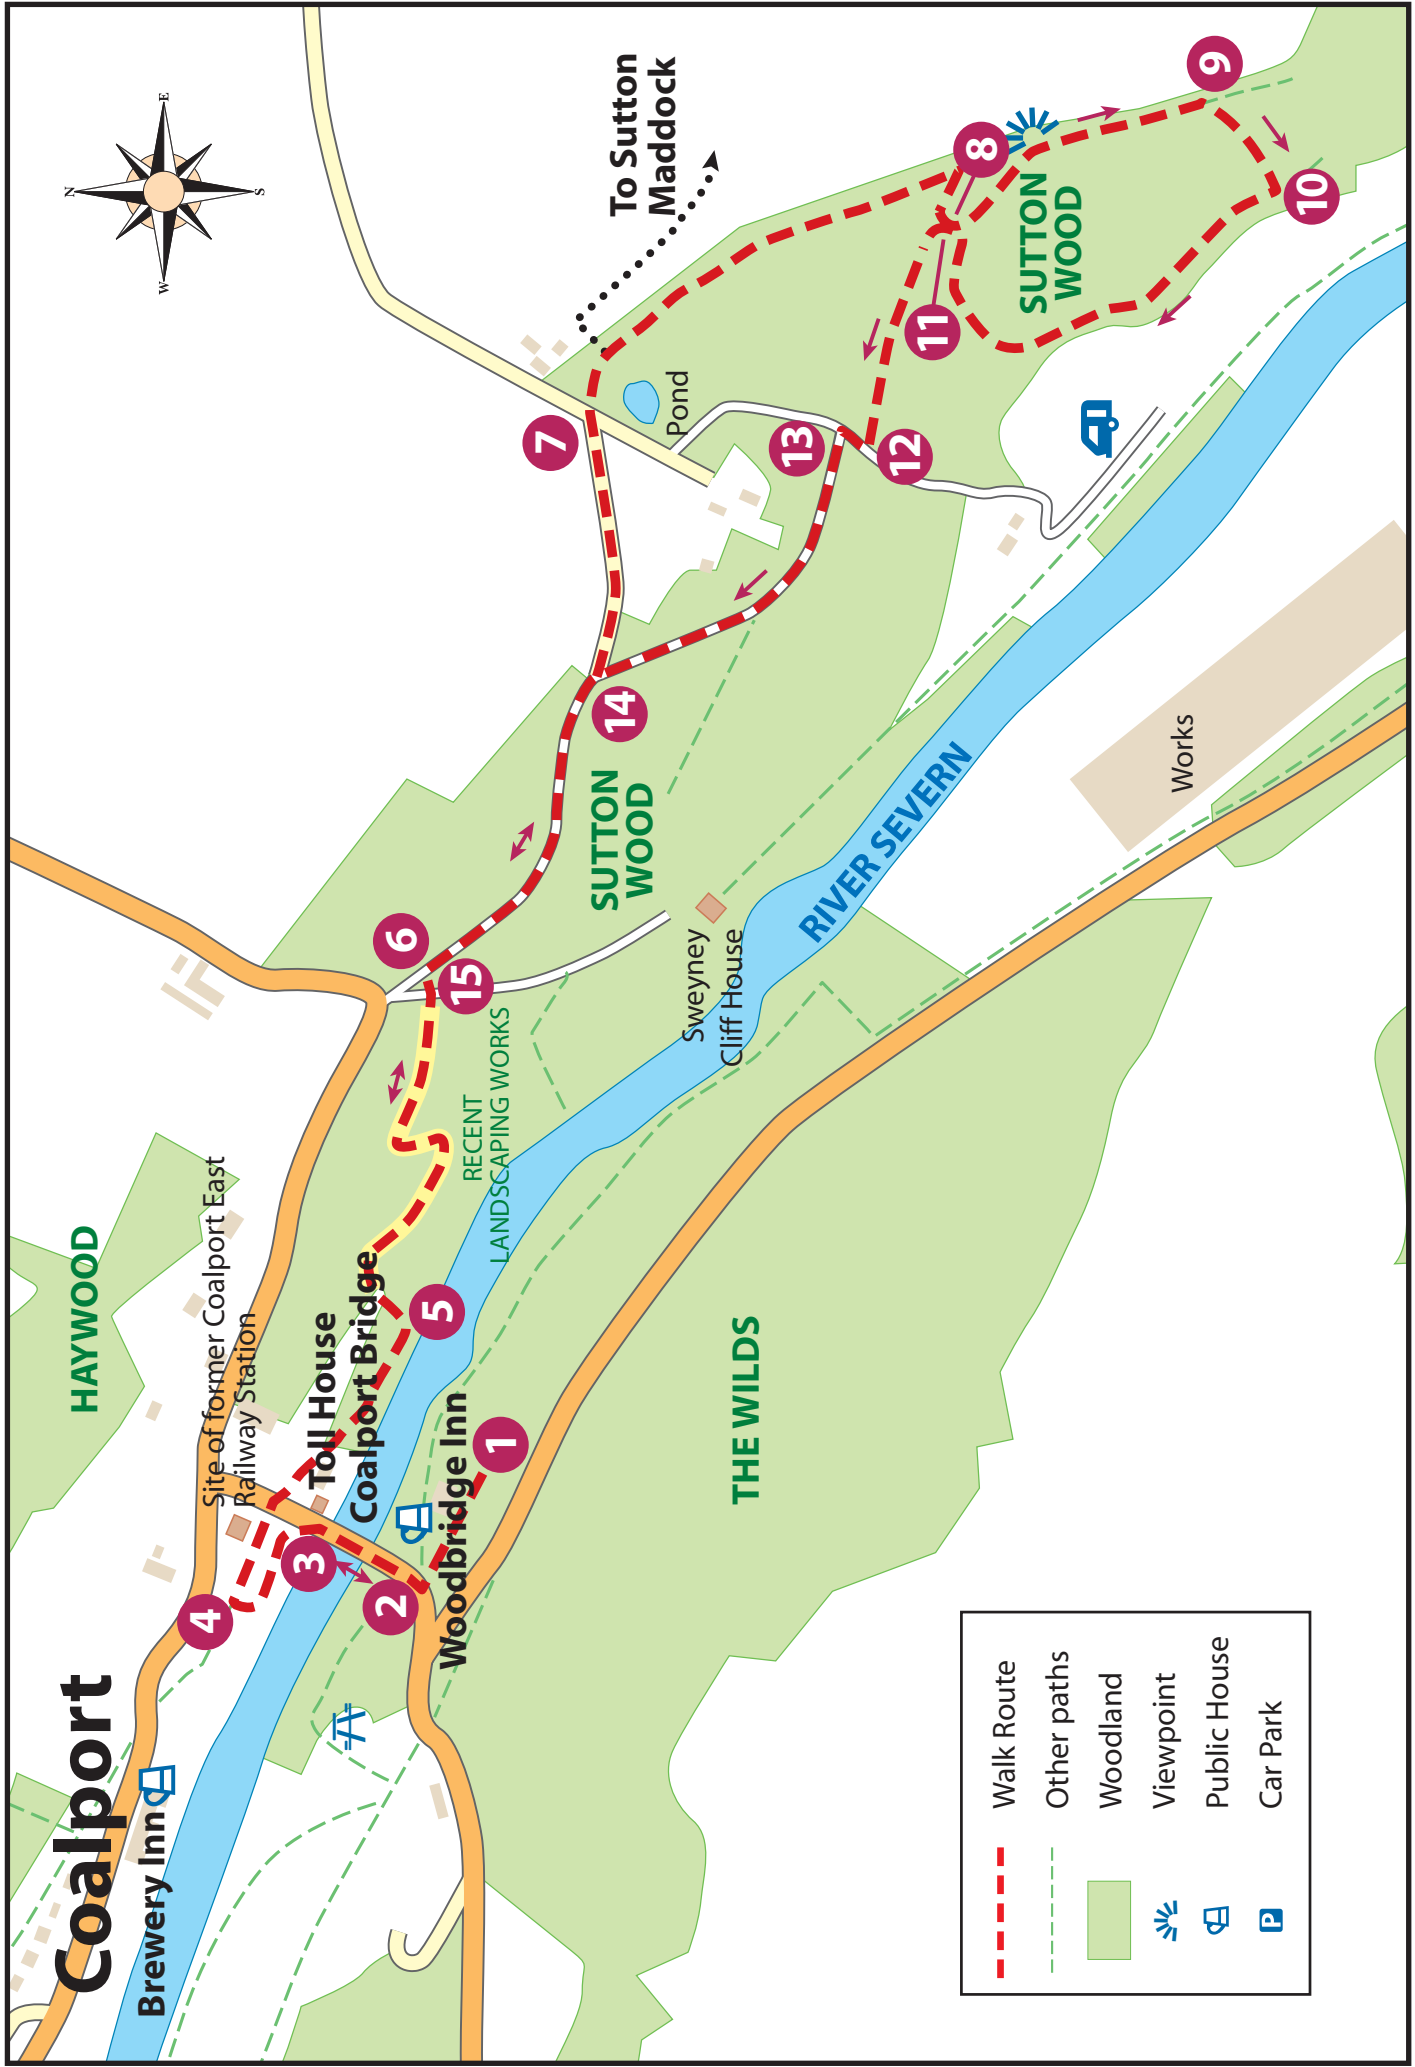 Coalport
Brewery Inn
HAYWOOD
Site of former Coalport East
Railway Station
Toll House
Coalport Bridge
Woodbridge Inn
1
2
3
4
5
6
7
8
9
10
11
12
13
14
15
RECENT
LANDSCAPING WORKS
SUTTON
WOOD
Sweyney
Cliff House
RIVER SEVERN
THE WILDS
Works
Pond
To Sutton
Maddock
SUTTON
WOOD
N
E
S
W
Walk Route
Other paths
Woodland
Viewpoint
Public House
P Car Park